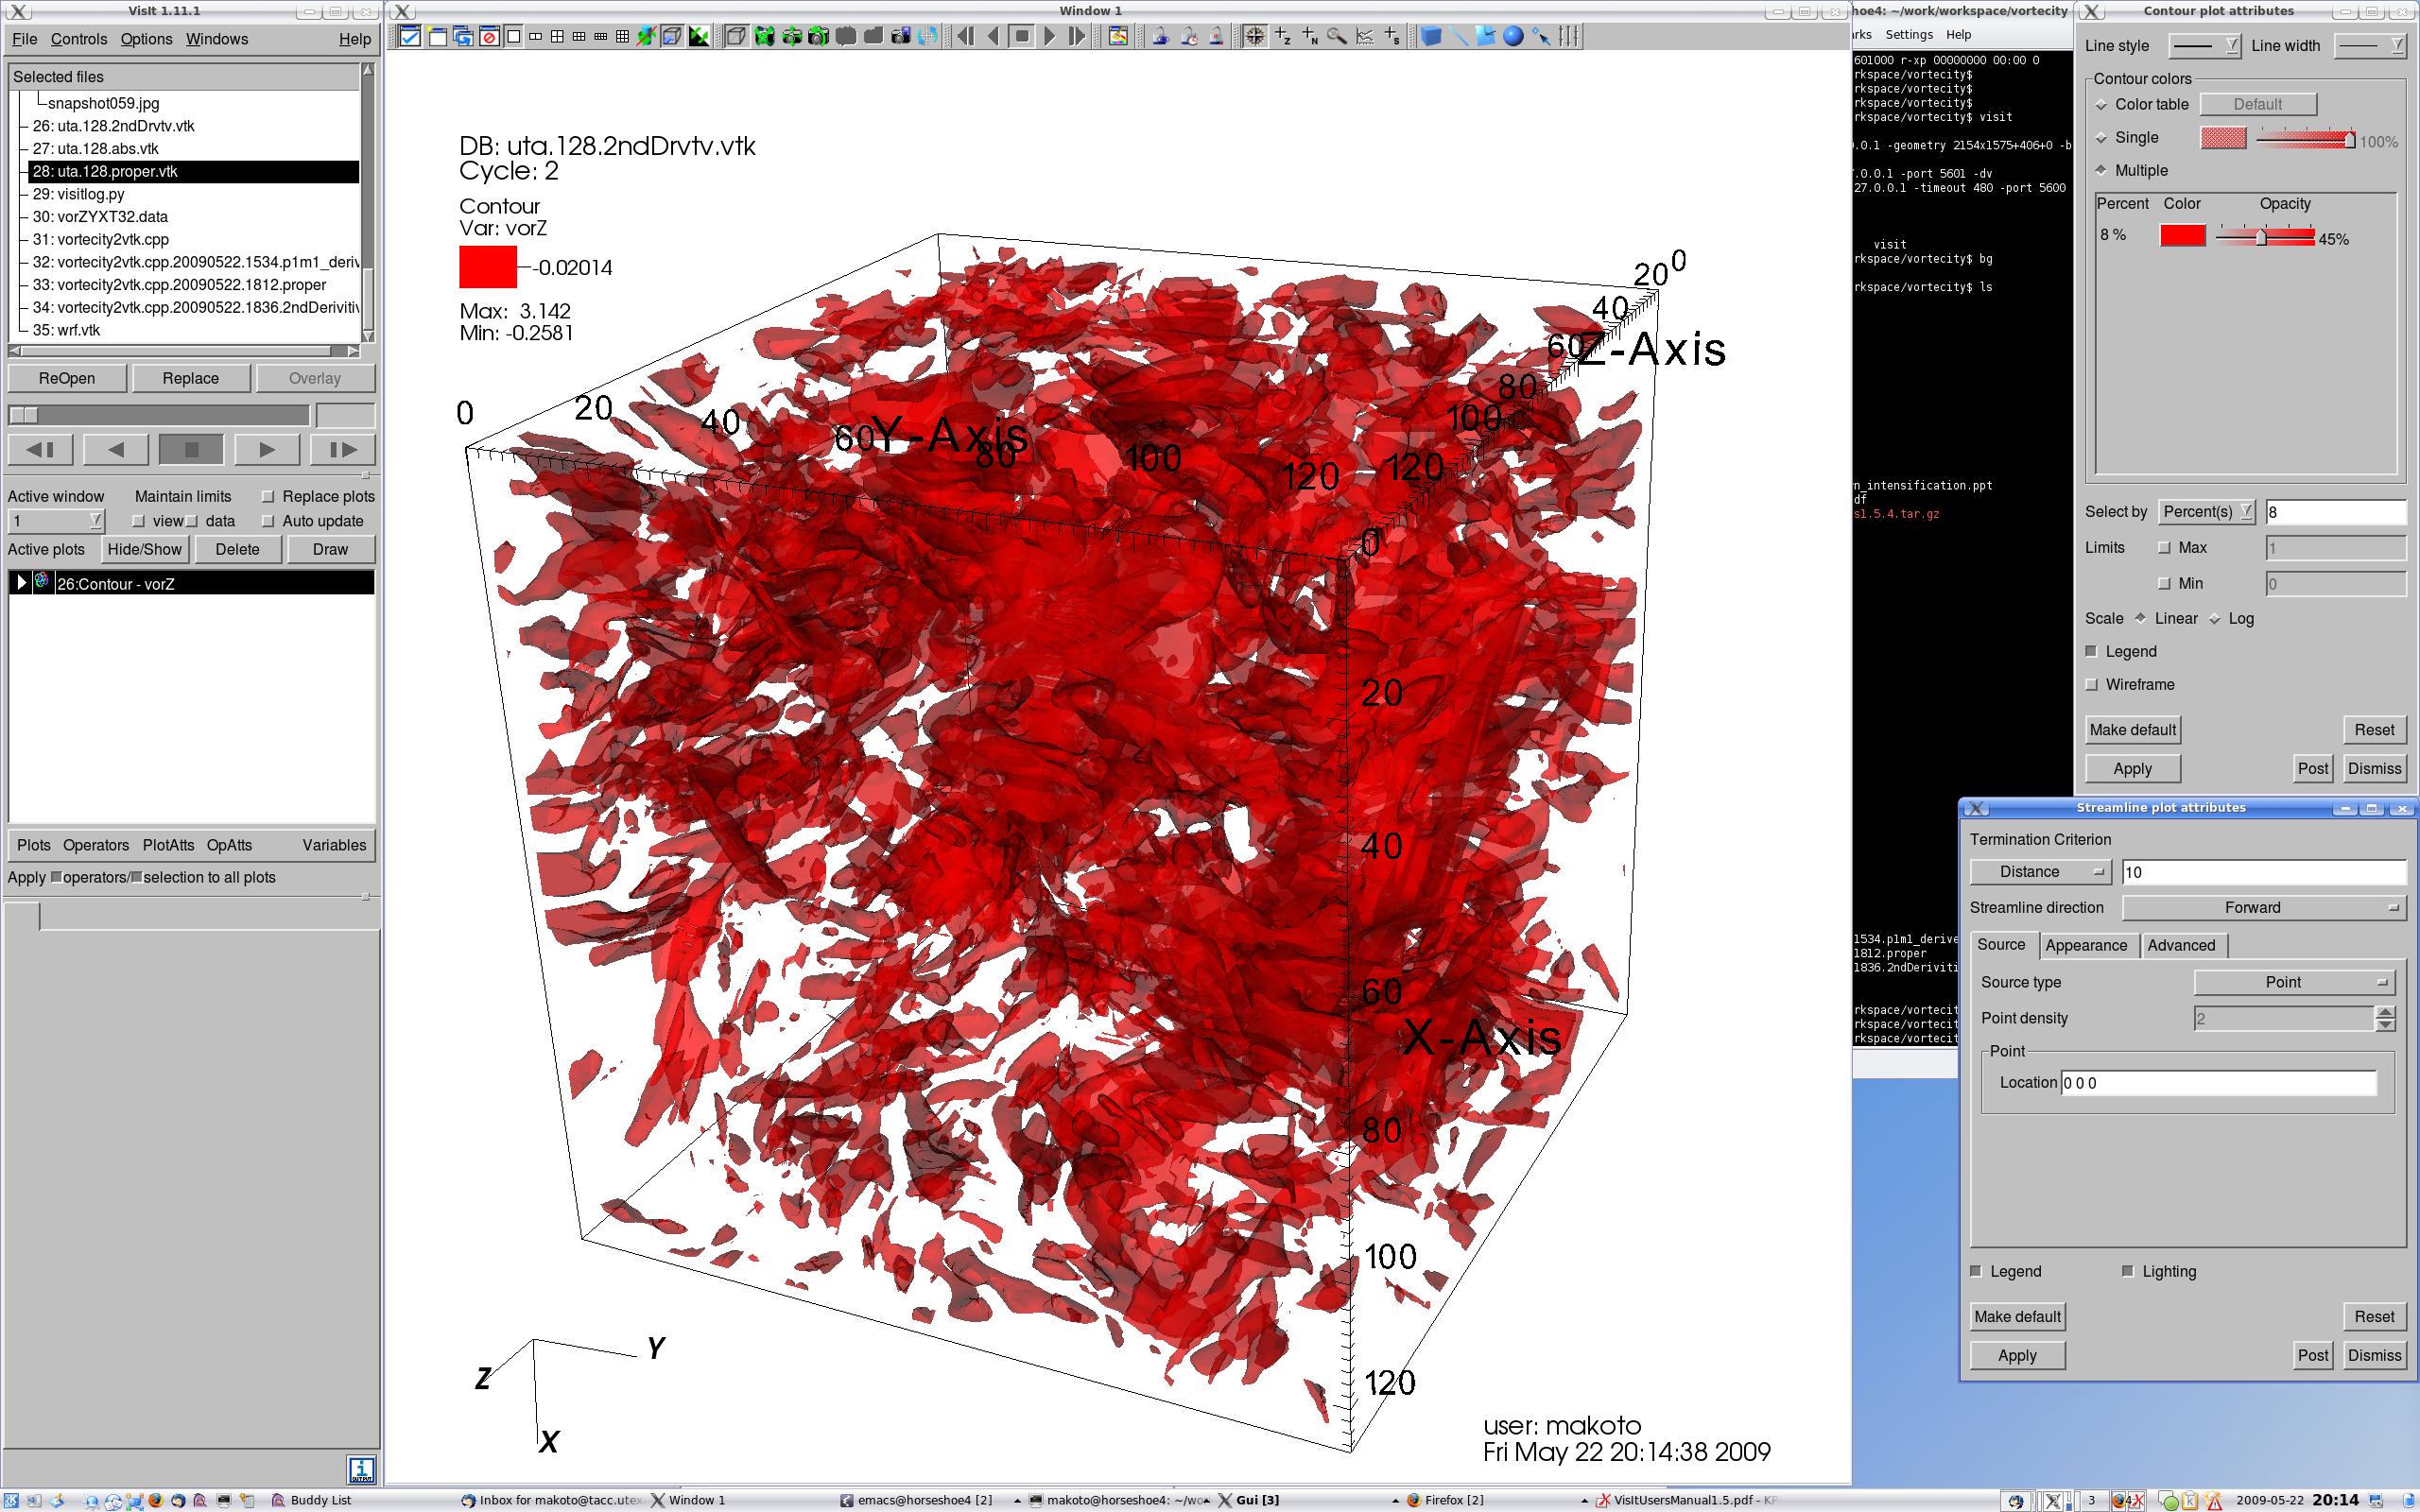 VisIt 1.11.1
File Controls Options Windows Help
Selected files
snapshot059.jpg
26: uta.128.2ndDrvtv.vtk
27: uta.128.abs.vtk
28: uta.128.proper.vtk
29: visitlog.py
30: vorZYXT32.data
31: vortecity2vtk.cpp
32: vortecity2vtk.cpp.20090522.1534.p1m1_deriv
33: vortecity2vtk.cpp.20090522.1812.proper
34: vortecity2vtk.cpp.20090522.1836.2ndDerivitiv
35: wrf.vtk
ReOpen Replace Overlay
Active window Maintain limits Replace plots
1 view data Auto update
Active plots Hide/Show Delete Draw
26:Contour - vorZ
Plots Operators PlotAtts OpAtts Variables
Apply operators/ selection to all plots
Window 1
DB: uta.128.2ndDrvtv.vtk
Cycle: 2
Contour
Var: vorZ
-0.02014
Max: 3.142
Min: -0.2581
0 20 40 60 80 100 120
Y-Axis
0
20
40
60
80
100
120
Z-Axis
0
20
40
60
80
100
120
X-Axis
Z Y X
user: makoto
Fri May 22 20:14:38 2009
hoe4: ~/work/workspace/vortecity
rks Settings Help
601000 r-xp 00000000 00:00 0
rkspace/vortecity$
rkspace/vortecity$
rkspace/vortecity$
rkspace/vortecity$ visit
.0.1 -geometry 2154x1575+406+0 -b
.0.0.1 -port 5601 -dv
27.0.0.1 -timeout 480 -port 5600
visit
rkspace/vortecity$ bg
rkspace/vortecity$ ls
n_intensification.ppt
df
s1.5.4.tar.gz
1534.p1m1_derive
1812.proper
1836.2ndDeriviti
rkspace/vortecit
rkspace/vortecit
rkspace/vortecit
Contour plot attributes
Line style Line width
Contour colors
Color table Default
Single 100%
Multiple
Percent Color Opacity
8 % 45%
Select by Percent(s) 8
Limits Max 1
Min 0
Scale Linear Log
Legend
Wireframe
Make default Reset
Apply Post Dismiss
Streamline plot attributes
Termination Criterion
Distance 10
Streamline direction Forward
Source Appearance Advanced
Source type Point
Point density 2
Point
Location 0 0 0
Legend Lighting
Make default Reset
Apply Post Dismiss
Buddy List Inbox for makoto@tacc.utex Window 1 emacs@horseshoe4 [2] makoto@horseshoe4: ~/wo Gui [3] Firefox [2] VisItUsersManual1.5.pdf - KP 3 2009-05-22 20:14